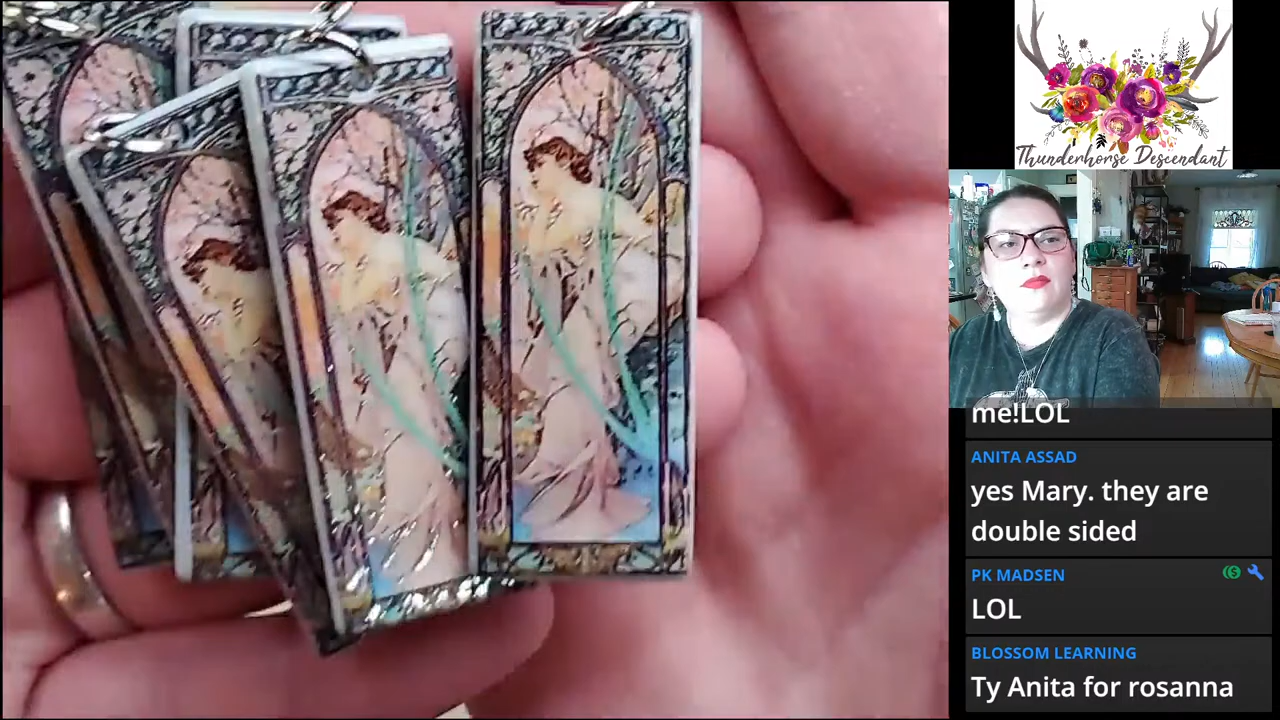 Thunderhorse Descendant
me!LOL
ANITA ASSAD
yes Mary. they are
double sided
PK MADSEN
LOL
BLOSSOM LEARNING
Ty Anita for rosanna